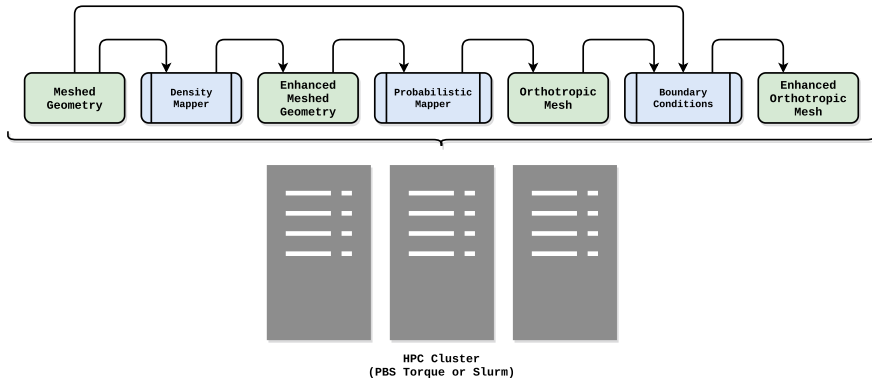 Meshed
Geometry
Density
Mapper
Enhanced
Meshed
Geometry
Probabilistic
Mapper
Orthotropic
Mesh
Boundary
Conditions
Enhanced
Orthotropic
Mesh
HPC Cluster
(PBS Torque or Slurm)